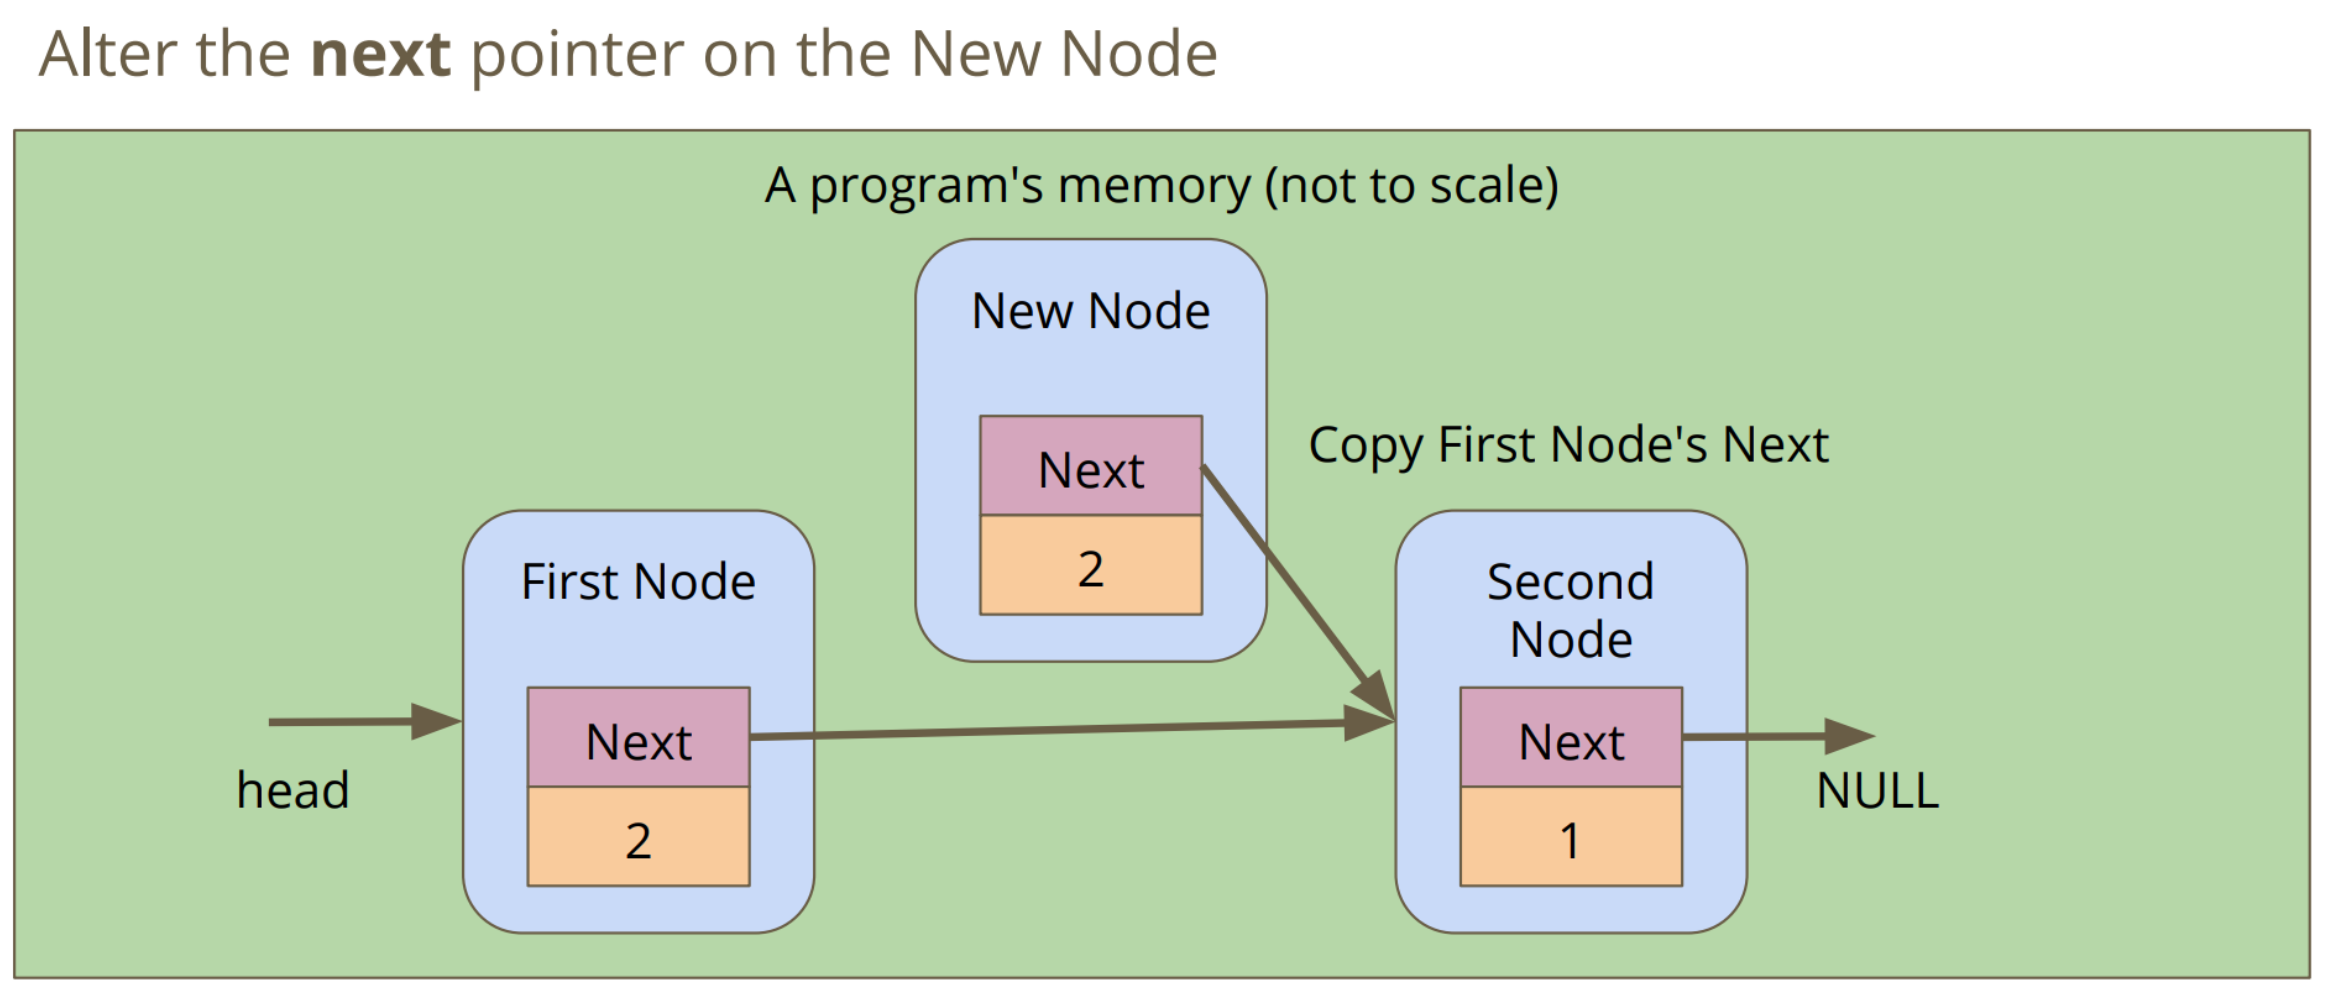 Alter the next pointer on the New Node
A program's memory (not to scale)
New Node
Next
2
Copy First Node's Next
First Node
Next
2
Second
Node
Next
1
head
NULL